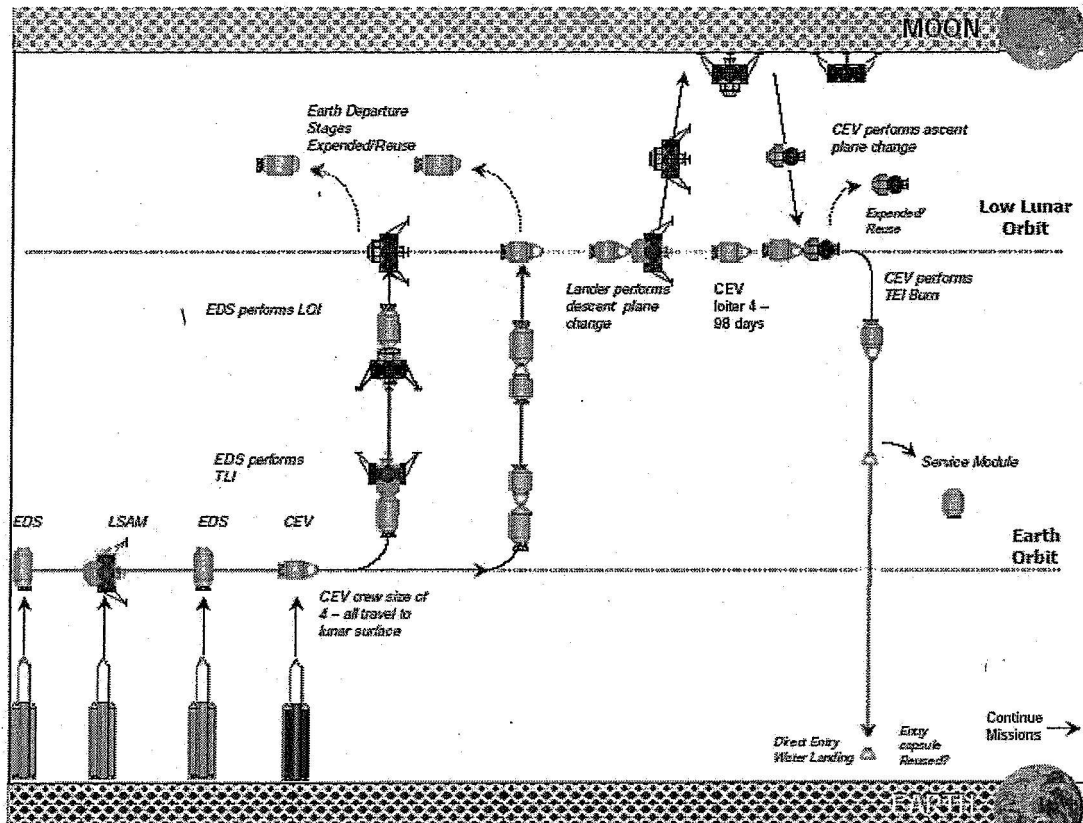 MOON
Earth Departure
Stages
Expended/Reuse
CEV performs ascent
plane change
Expended/
Reuse
Low Lunar
Orbit
EDS performs LOI
Lander performs
descent plane
change
CEV
loiter 4 –
98 days
CEV performs
TEI Burn
EDS performs
TLI
Service Module
EDS
LSAM
EDS
CEV
Earth
Orbit
CEV crew size of
4 – all travel to
lunar surface
Continue
Missions
Direct Entry
Water Landing
Entry
capsule
Reused?
EARTH